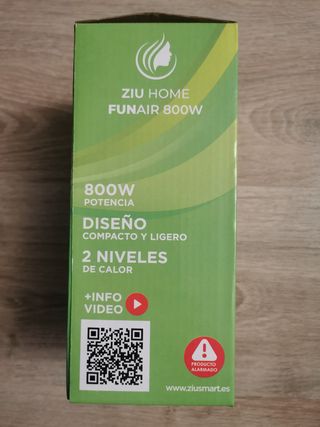 ZIU HOME
FUNAIR 800W
800W
POTENCIA
DISEÑO
COMPACTO Y LIGERO
2 NIVELES
DE CALOR
+INFO
VIDEO
PRODUCTO
ALARMADO
www.ziusmart.es